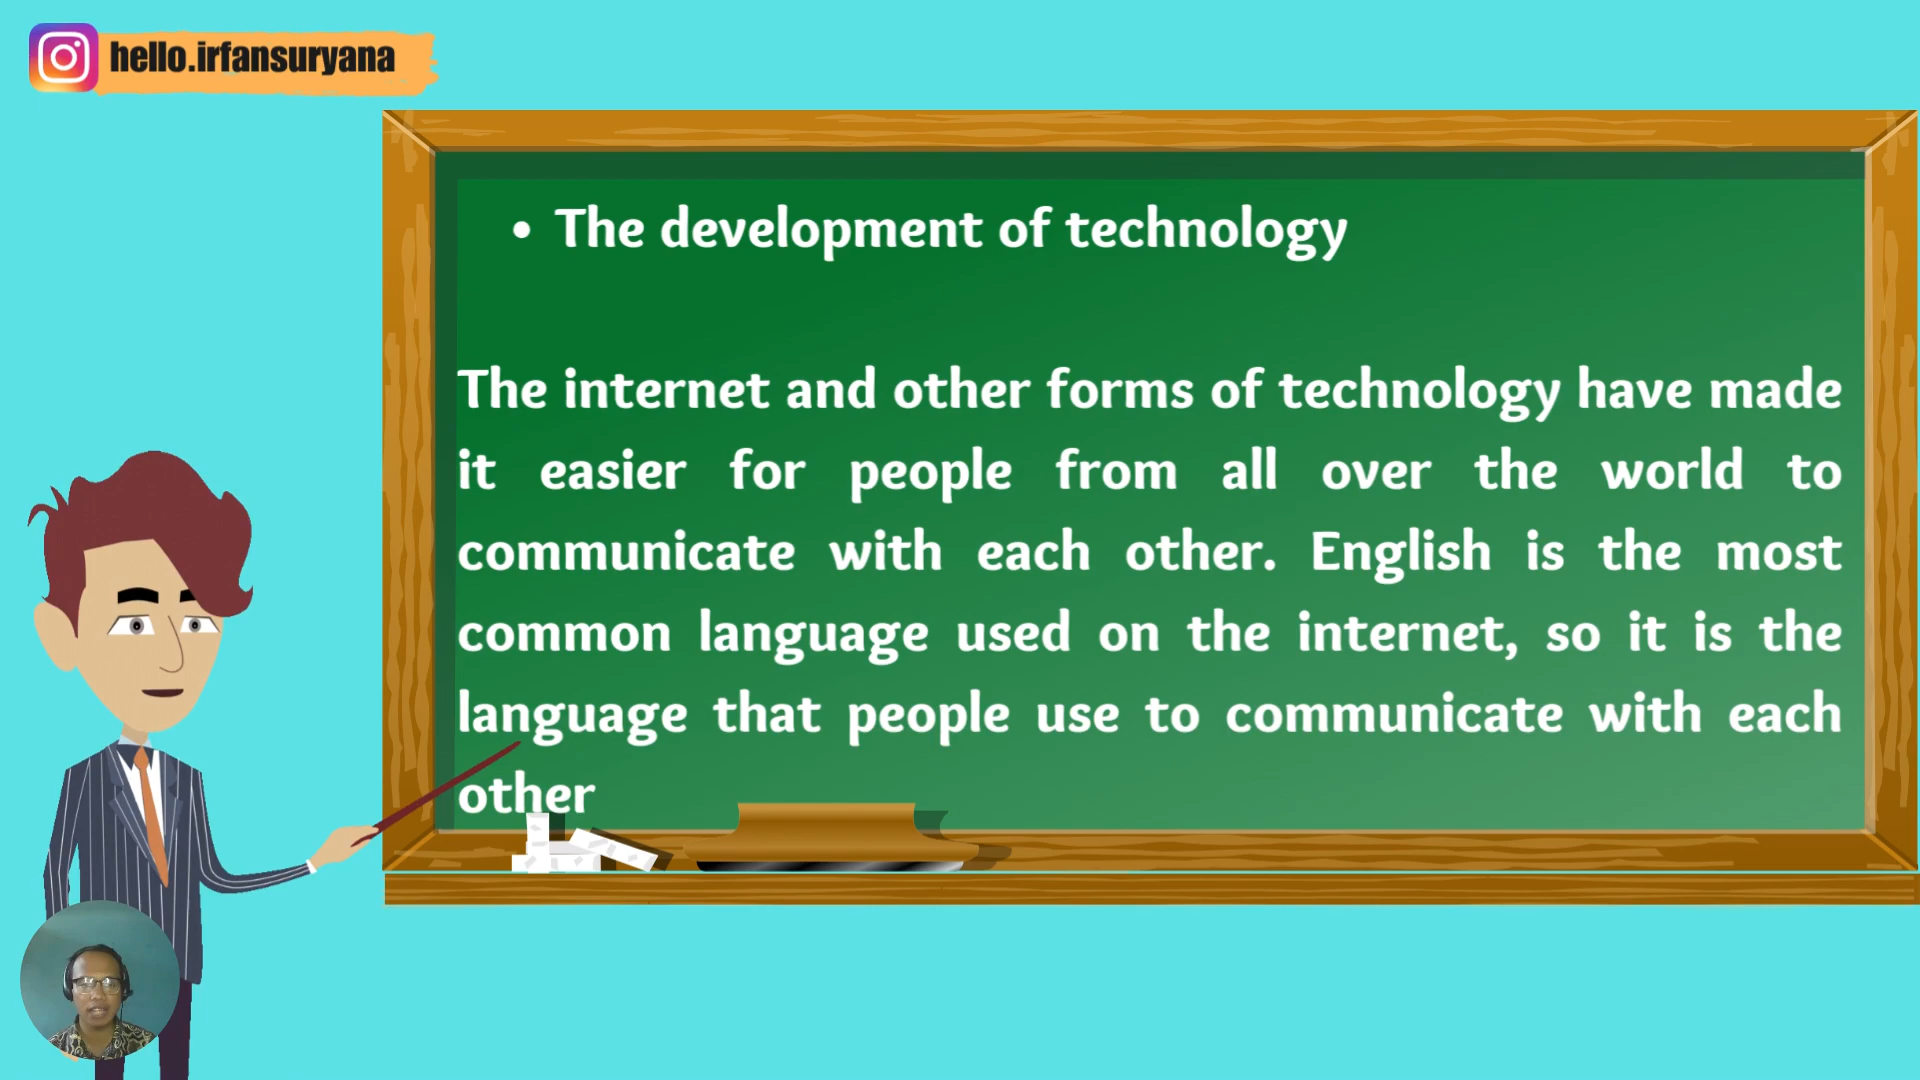 hello.irfansuryana
• The development of technology
The internet and other forms of technology have made
it easier for people from all over the world to
communicate with each other. English is the most
common language used on the internet, so it is the
language that people use to communicate with each
other